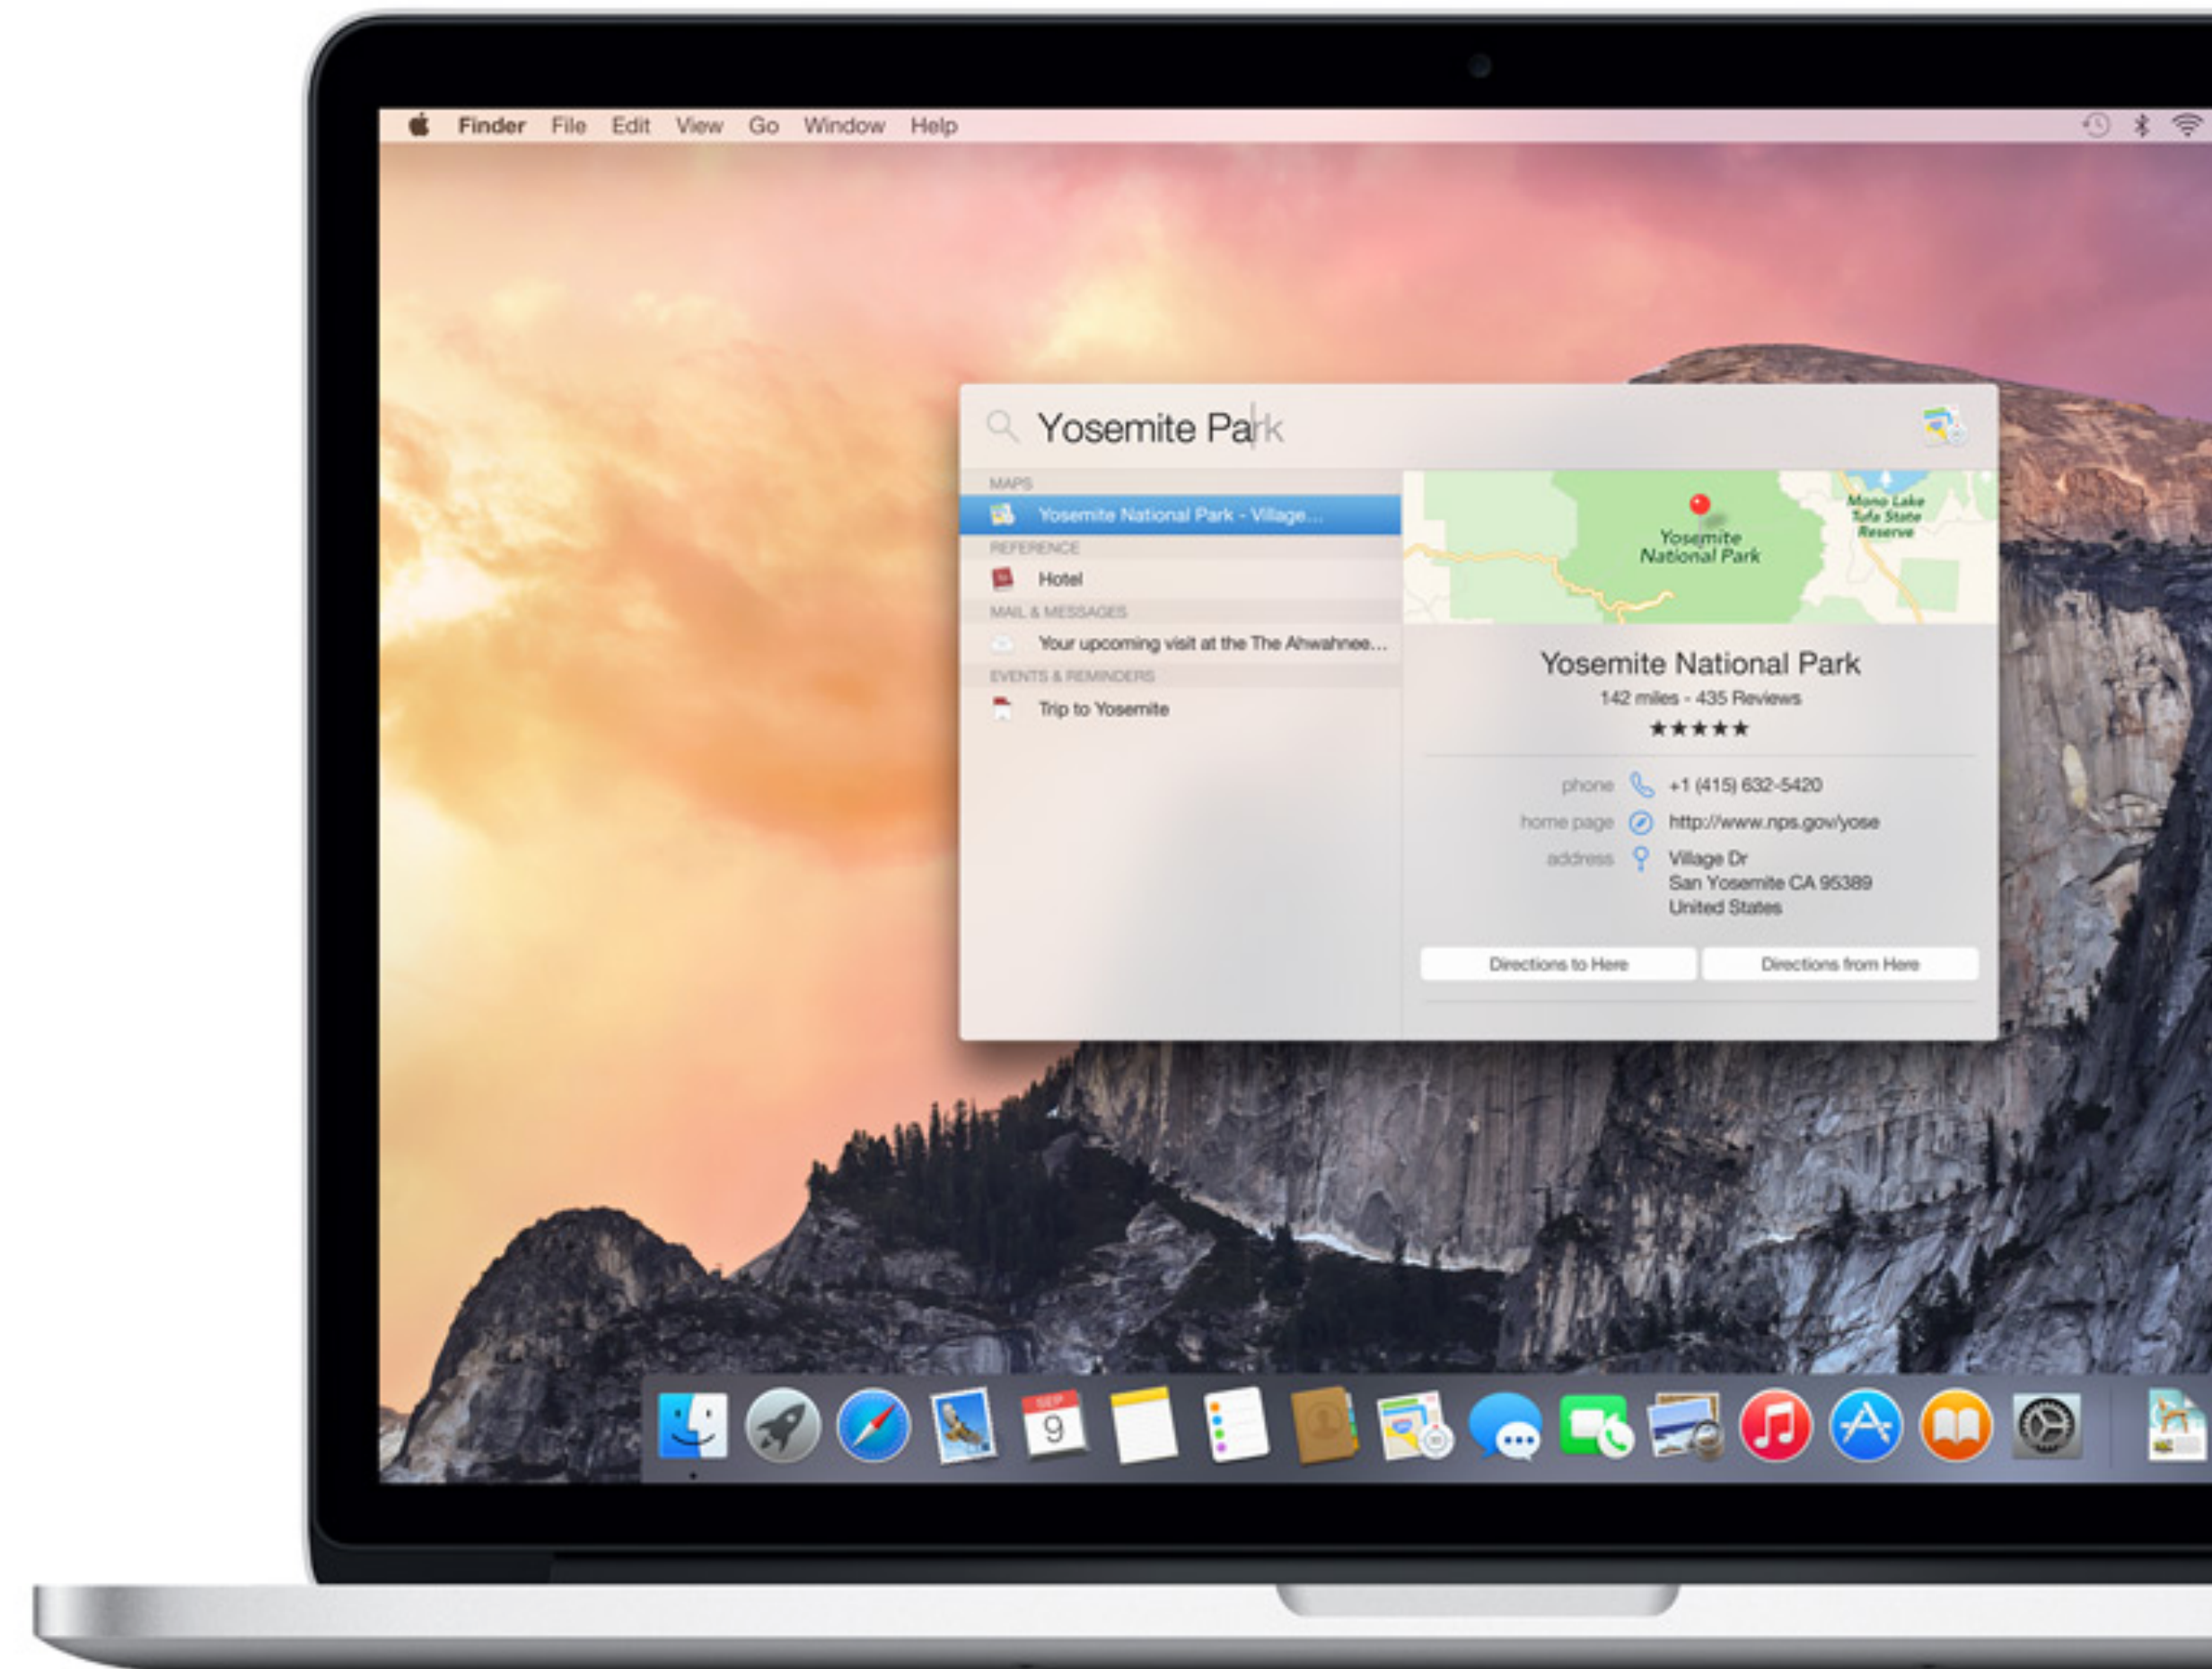 Finder File Edit View Go Window Help
Yosemite Park
MAPS
Yosemite National Park - Village...
REFERENCE
Hotel
MAIL & MESSAGES
Your upcoming visit at the The Ahwahnee...
EVENTS & REMINDERS
Trip to Yosemite
Mono Lake
Tufa State
Reserve
Yosemite
National Park
Yosemite National Park
142 miles - 435 Reviews
phone +1 (415) 632-5420
home page http://www.nps.gov/yose
address Village Dr
San Yosemite CA 95389
United States
Directions to Here Directions from Here
SEP
9